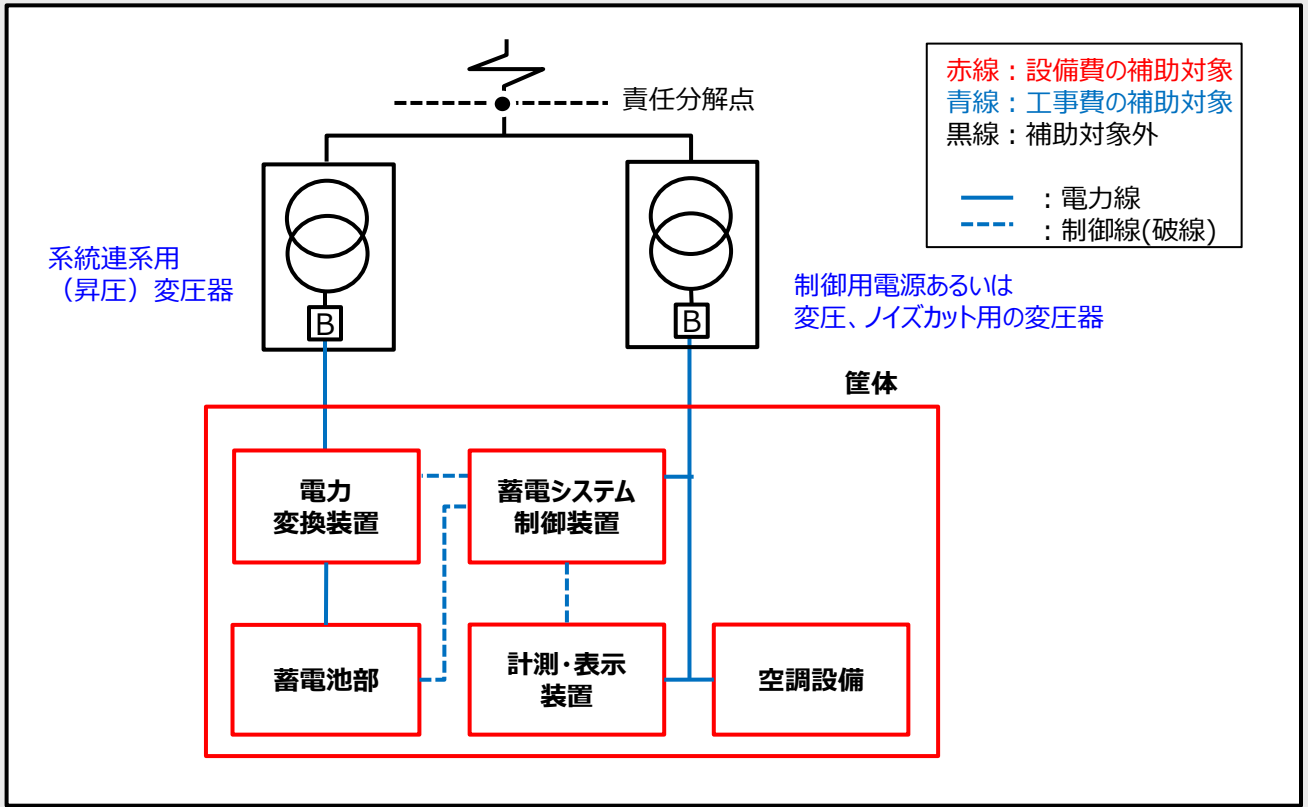 責任分解点
赤線：設備費の補助対象
青線：工事費の補助対象
黒線：補助対象外
：電力線
：制御線(破線)
系統連系用
（昇圧）変圧器
B
B
制御用電源あるいは
変圧、ノイズカット用の変圧器
筐体
電力
変換装置
蓄電システム
制御装置
蓄電池部
計測・表示
装置
空調設備